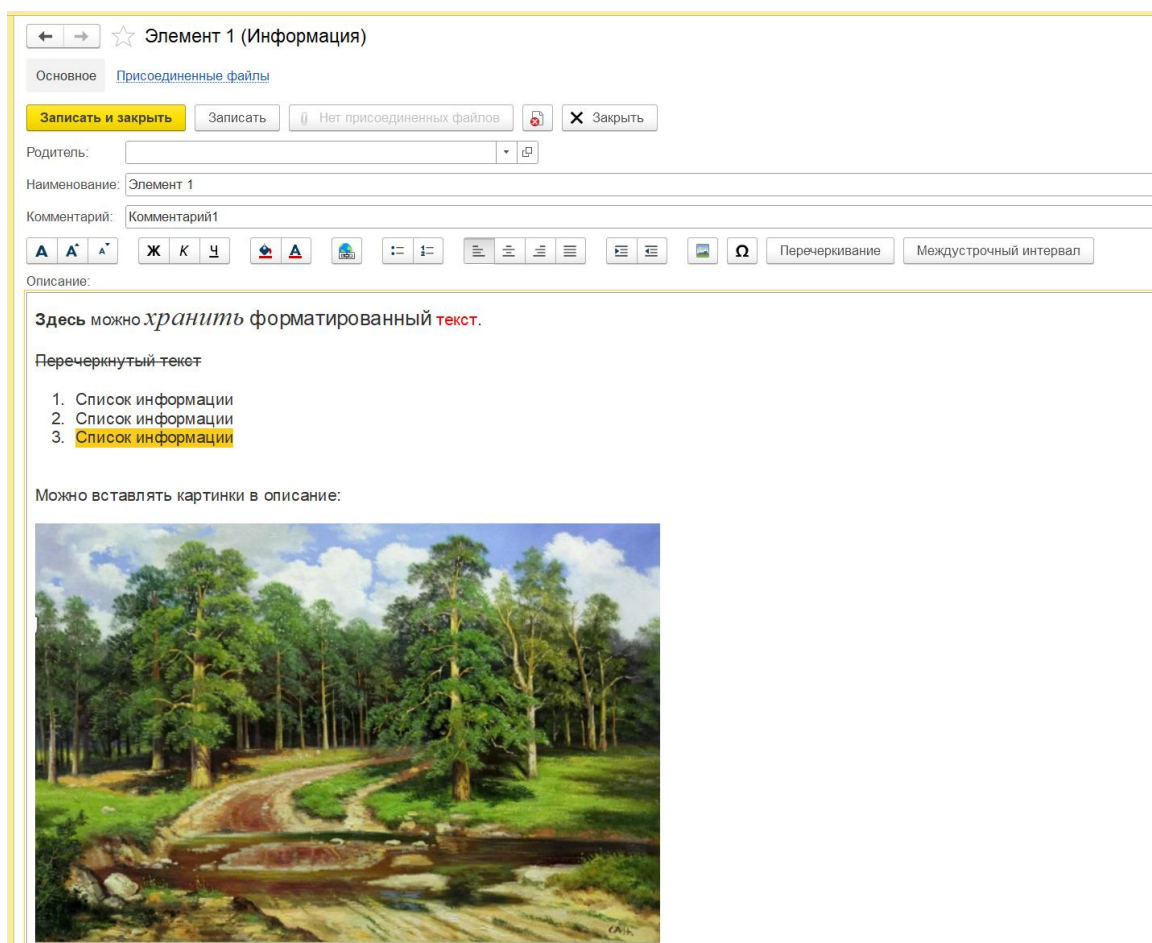 Элемент 1 (Информация)
Основное Присоединенные файлы
Записать и закрыть Записать Нет присоединенных файлов Закрыть
Родитель:
Наименование: Элемент 1
Комментарий: Комментарий1
А А А Ж К Ч А Ω Перечеркивание Междустрочный интервал
Описание:
Здесь можно хранить форматированный текст.
Перечеркнутый текст
1. Список информации
2. Список информации
3. Список информации
Можно вставлять картинки в описание: